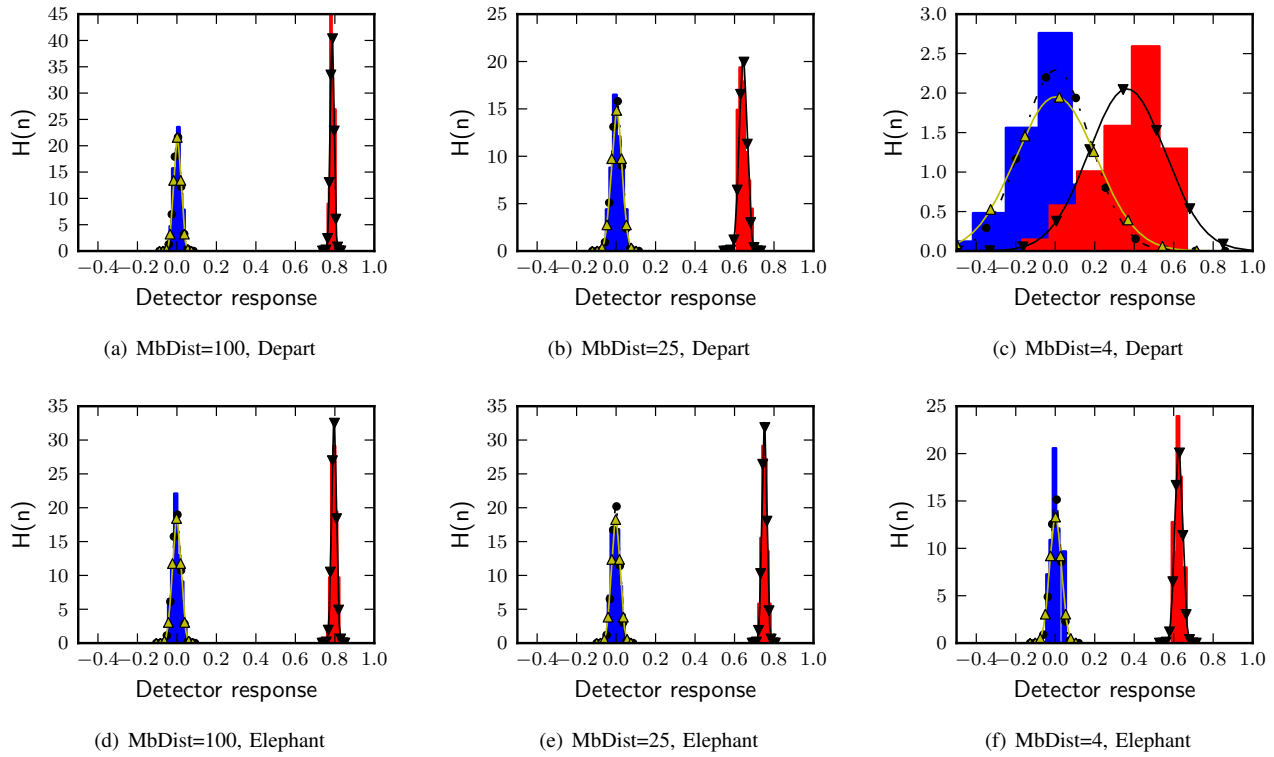 45
40
35
30
25
20
15
10
5
0
H(n)
−0.4−0.2 0.0 0.2 0.4 0.6 0.8 1.0
Detector response
(a) MbDist=100, Depart
25
20
15
10
5
0
H(n)
−0.4−0.2 0.0 0.2 0.4 0.6 0.8 1.0
Detector response
(b) MbDist=25, Depart
3.0
2.5
2.0
1.5
1.0
0.5
0.0
H(n)
−0.4−0.2 0.0 0.2 0.4 0.6 0.8 1.0
Detector response
(c) MbDist=4, Depart
35
30
25
20
15
10
5
0
H(n)
−0.4−0.2 0.0 0.2 0.4 0.6 0.8 1.0
Detector response
(d) MbDist=100, Elephant
35
30
25
20
15
10
5
0
H(n)
−0.4−0.2 0.0 0.2 0.4 0.6 0.8 1.0
Detector response
(e) MbDist=25, Elephant
25
20
15
10
5
0
H(n)
−0.4−0.2 0.0 0.2 0.4 0.6 0.8 1.0
Detector response
(f) MbDist=4, Elephant